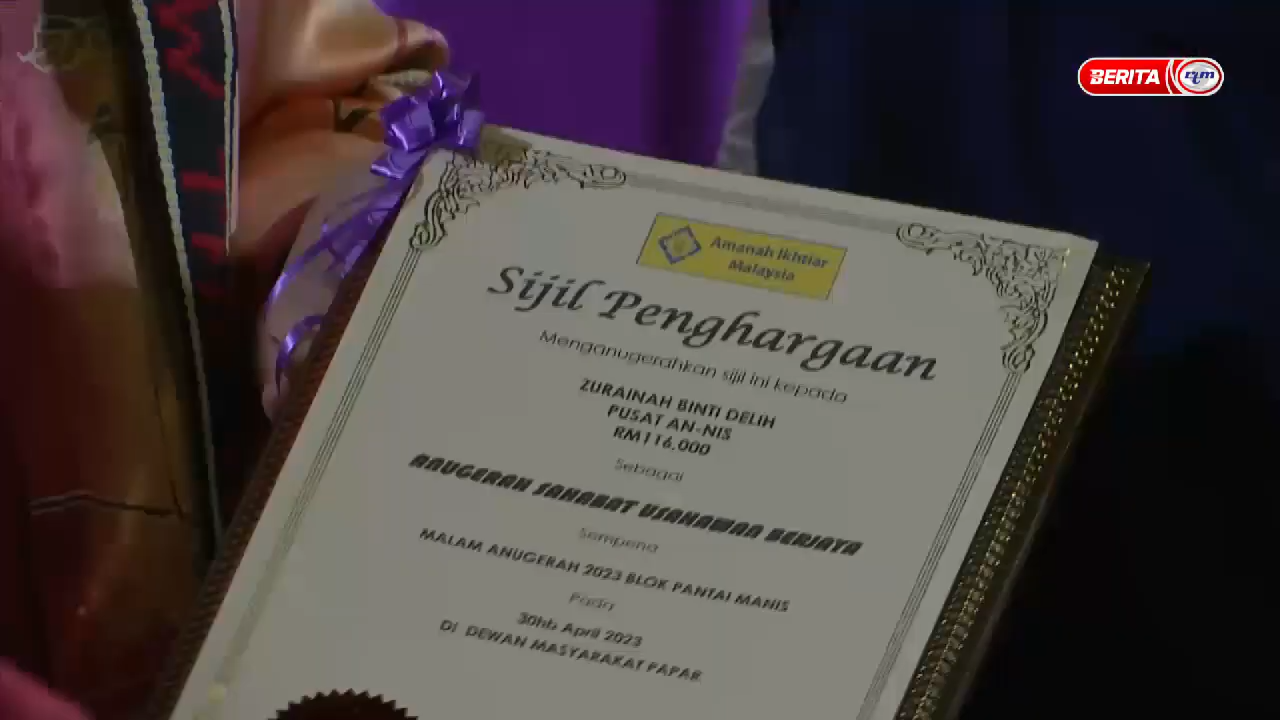 BERITA rtm
Amanah Ikhtiar
Malaysia
Sijil Penghargaan
Menganugerahkan sijil ini kepada
ZURAINAH BINTI DELIH
PUSAT AN-NIS
RM116,000
Sebagai
ANUGERAH SAHABAT USAHAWAN BERJAYA
Sempena
MALAM ANUGERAH 2023 BLOK PANTAI MANIS
Pada
30hb April 2023
Di DEWAN MASYARAKAT PAPAR